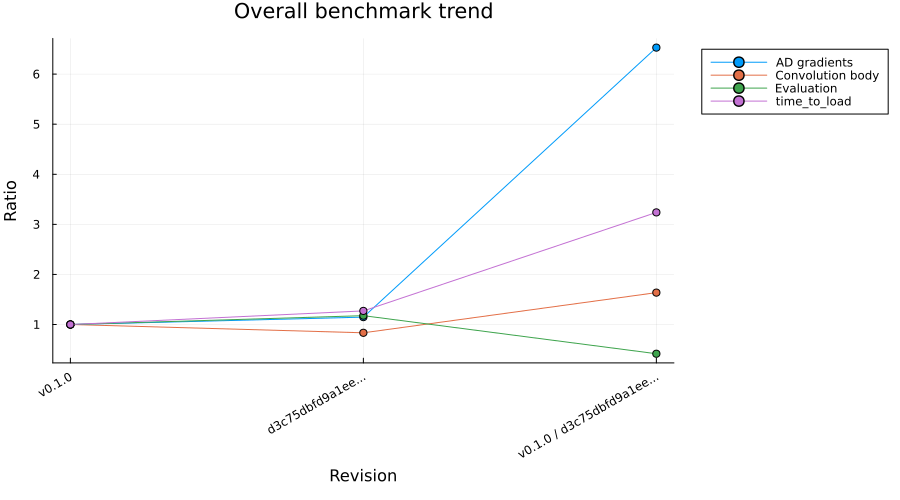 Overall benchmark trend
AD gradients
Convolution body
Evaluation
time_to_load
Ratio
6
5
4
3
2
1
v0.1.0
d3c75dbfd9a1ee...
v0.1.0 / d3c75dbfd9a1ee...
Revision